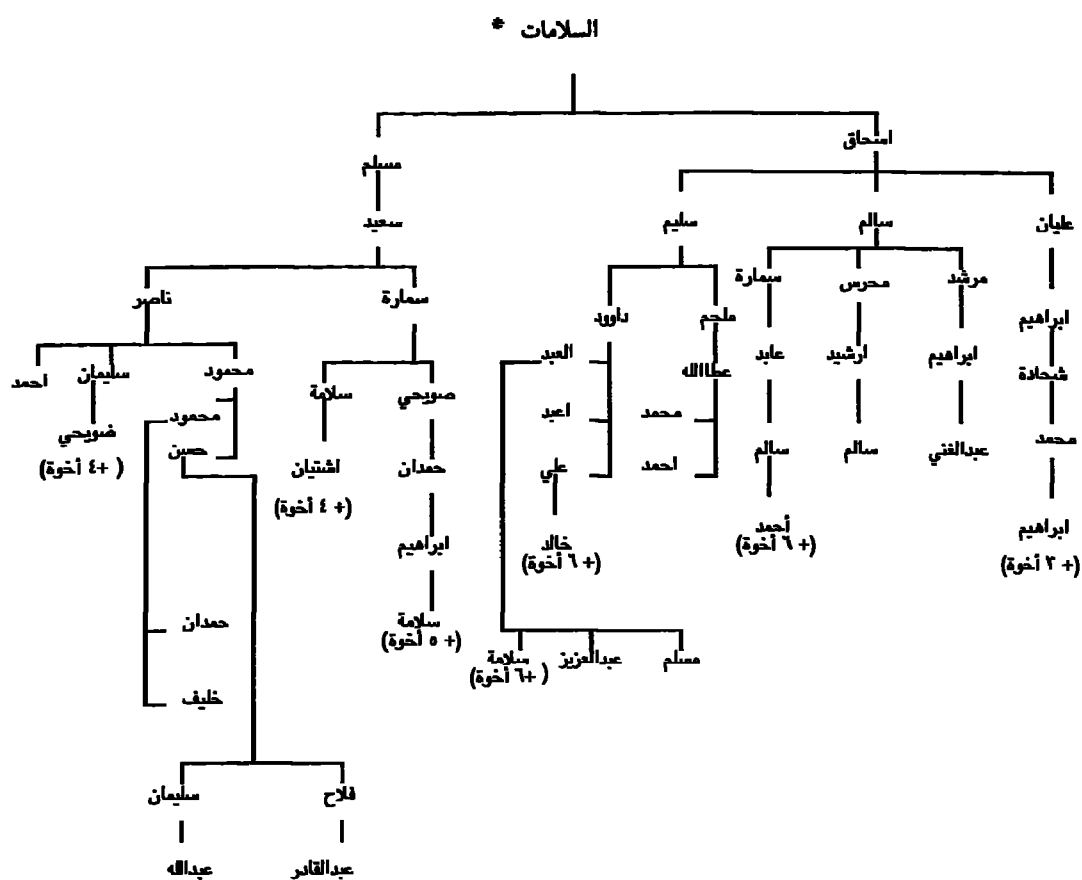 السلامات *
اسحاق
مسلم
عليان
سالم
سليم
سعيد
مرشد
محرس
سمارة
ملحم
داوود
سمارة
ناصر
ابراهيم
ابراهيم
ارشيد
عابد
عطاالله
العبد
صويحي
سلامة
محمود
سليمان
احمد
شحادة
محمد
اعبد
محمود
ضويحي
(+٤ أخوة)
محمد
عبدالغني
سالم
سالم
احمد
علي
حمدان
اشتيان
(+ ٤ أخوة)
حسن
ابراهيم
(+ ٣ أخوة)
أحمد
(+ ٦ أخوة)
خالد
(+ ٦ أخوة)
ابراهيم
سلامة
(+ ٥ أخوة)
حمدان
مسلم
عبدالعزيز
سلامة
(+٦ أخوة)
خليف
فلاح
سليمان
عبدالقادر
عبدالله